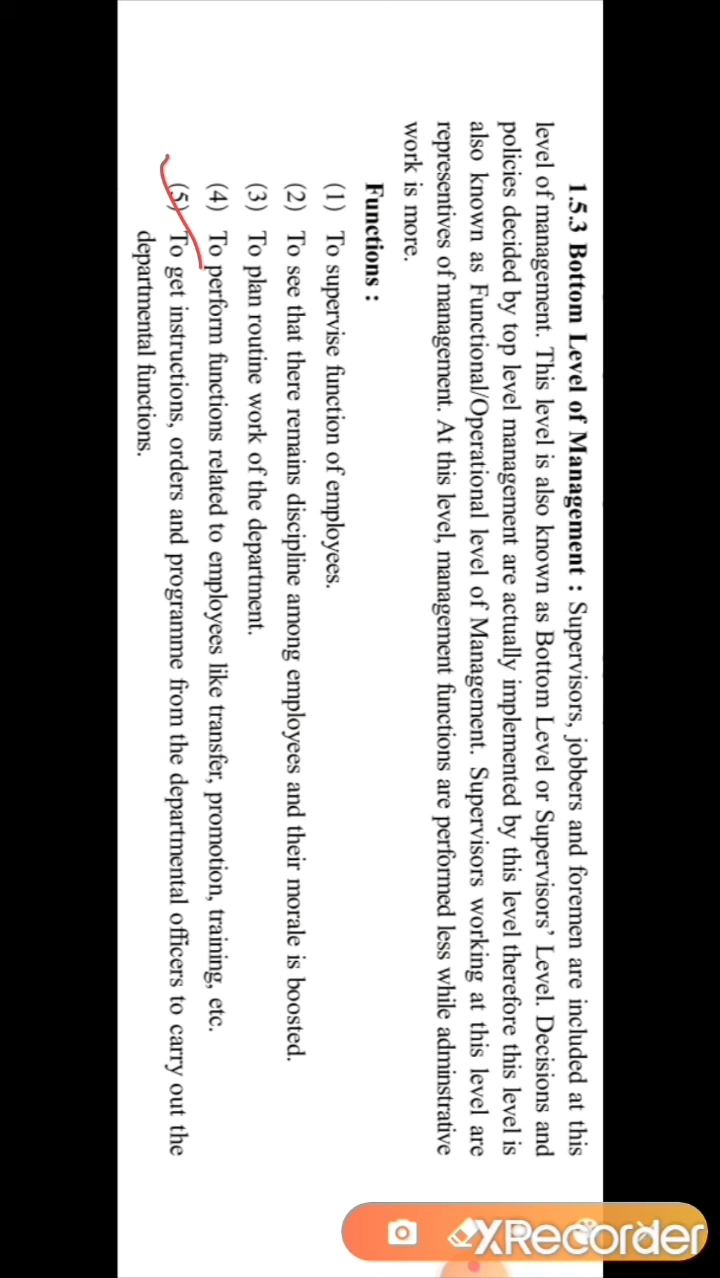 1.5.3 Bottom Level of Management : Supervisors, jobbers and foremen are included at this
level of management. This level is also known as Bottom Level or Supervisors' Level. Decisions and
policies decided by top level management are actually implemented by this level therefore this level is
also known as Functional/Operational level of Management. Supervisors working at this level are
representives of management. At this level, management functions are performed less while adminstrative
work is more.
Functions :
(1) To supervise function of employees.
(2) To see that there remains discipline among employees and their morale is boosted.
(3) To plan routine work of the department.
(4) To perform functions related to employees like transfer, promotion, training, etc.
(5) To get instructions, orders and programme from the departmental officers to carry out the
departmental functions.
XRecorder